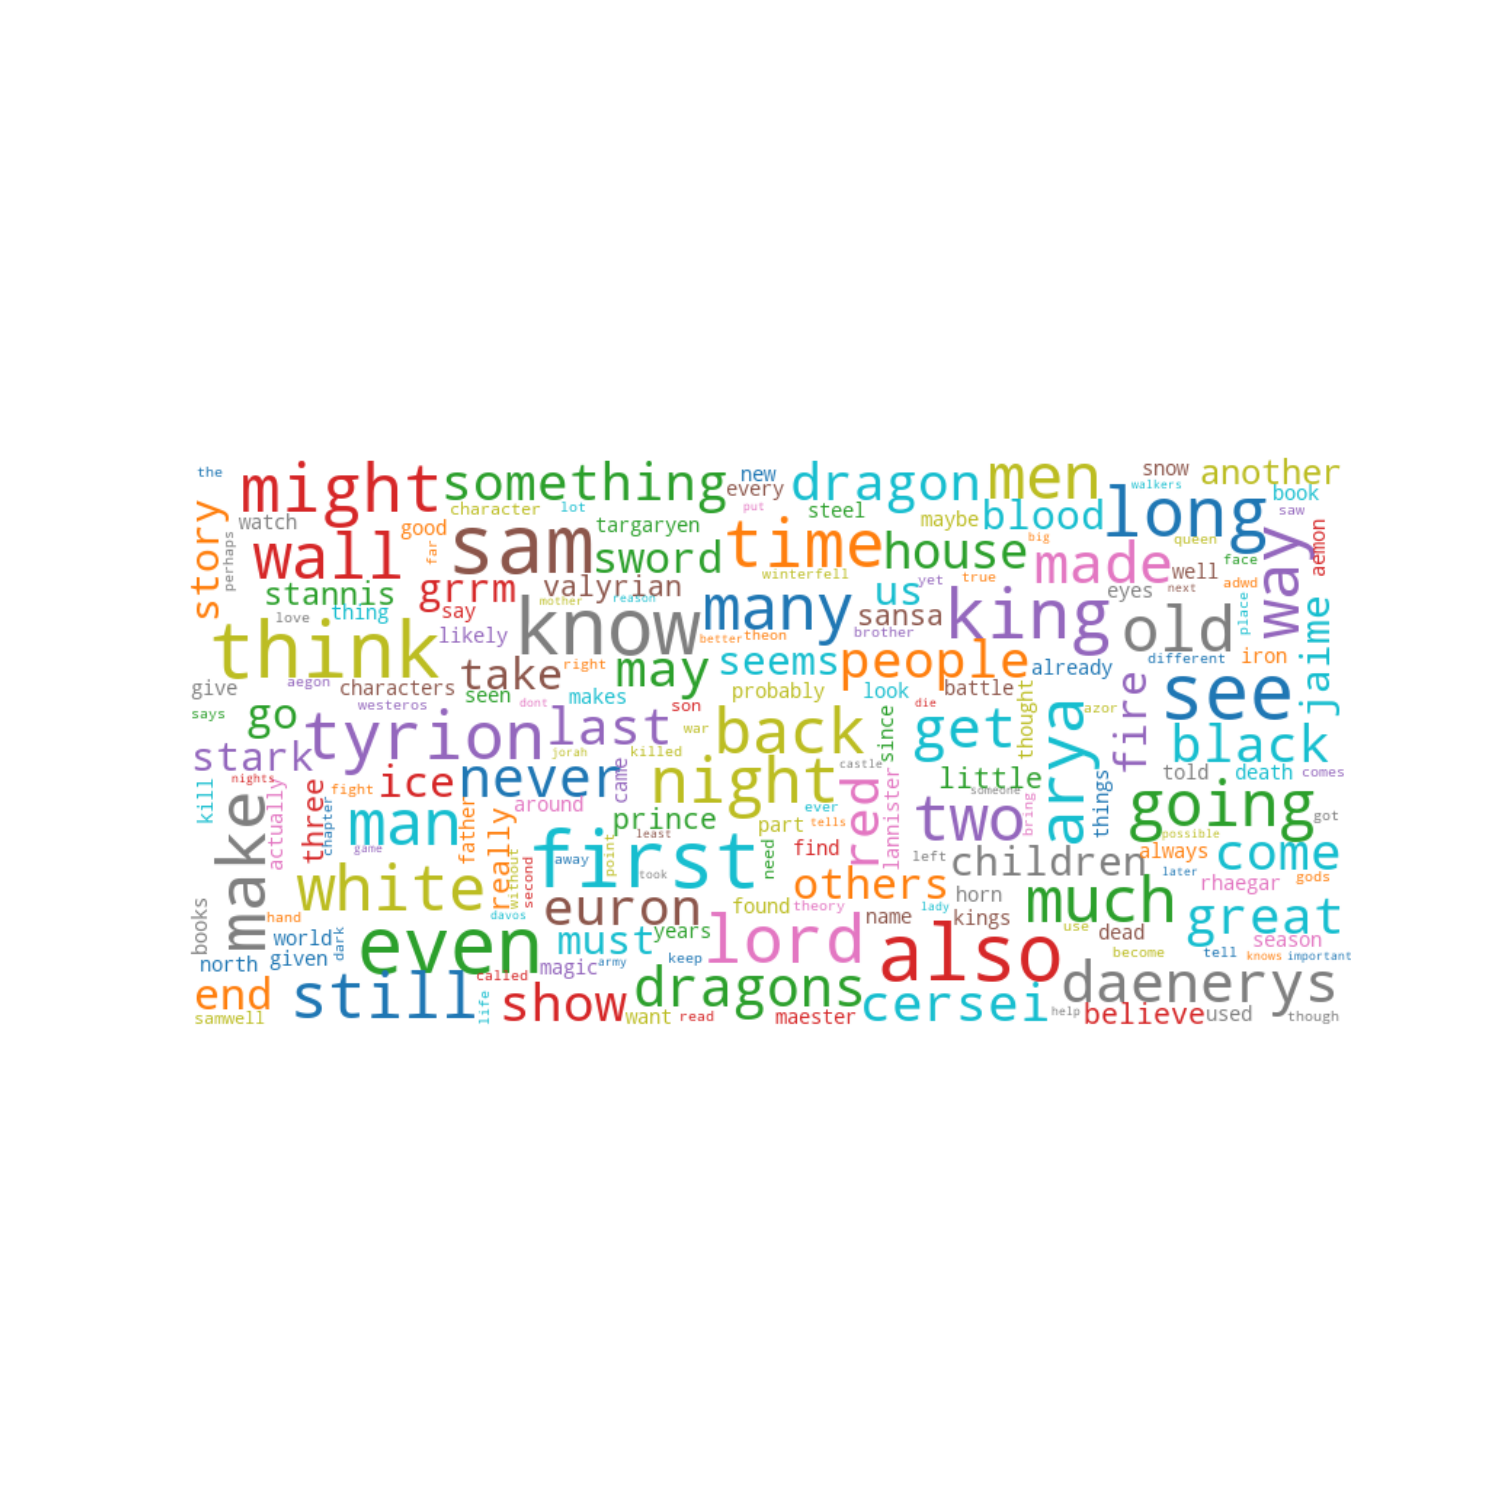 the
might
something
new
dragon
men
snow
another
story
watch
character
lot
every
put
steel
walkers
book
long
saw
perhaps
good
far
wall
sam
targaryen
sword
time
house
maybe
blood
big
made
queen
well
way
face
aemon
stannis
grrm
valyrian
winterfell
us
yet
true
eyes
next
adwd
place
love
thing
say
mother
reason
many
sansa
king
old
think
likely
know
better
theon
brother
different
iron
jaime
take
right
may
seems
people
already
give
aegon
characters
seen
dont
makes
probably
look
battle
thought
fire
see
says
go
westeros
son
die
azor
stark
tyrion
last
jorah
killed
war
back
since
get
arya
black
nights
kill
actually
three
fight
ice
never
came
night
castle
little
someone
told
death
comes
make
chapter
man
father
around
prince
ever
part
tells
red
lannister
two
bring
things
going
got
possible
game
really
without
second
first
away
least
point
took
need
find
left
children
always
come
later
rhaegar
gods
books
white
others
horn
hand
davos
euron
found
theory
name
lady
kings
much
use
dead
great
world
dark
even
must
years
lord
also
become
tell
season
north
given
called
magic
army
keep
knows
important
end
still
life
show
dragons
cersei
daenerys
samwell
want
read
maester
help
believe
used
though